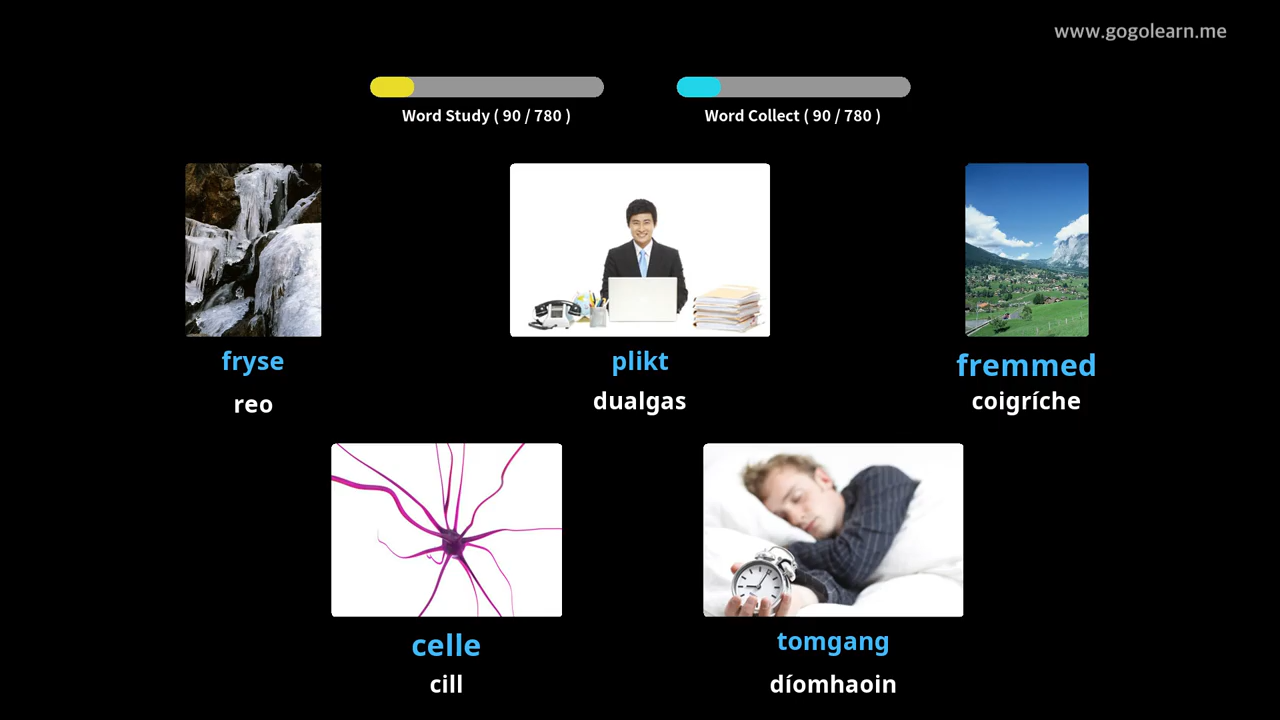 www.gogolearn.me
Word Study ( 90 / 780 )
Word Collect ( 90 / 780 )
fryse
reo
plikt
dualgas
fremmed
coigríche
celle
cill
tomgang
díomhaoin